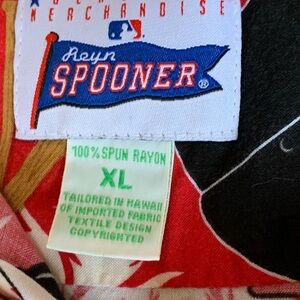 MERCHANDISE
Reyn
SPOONER®
100% SPUN RAYON
XL
TAILORED IN HAWAII
OF IMPORTED FABRIC
TEXTILE DESIGN
COPYRIGHTED